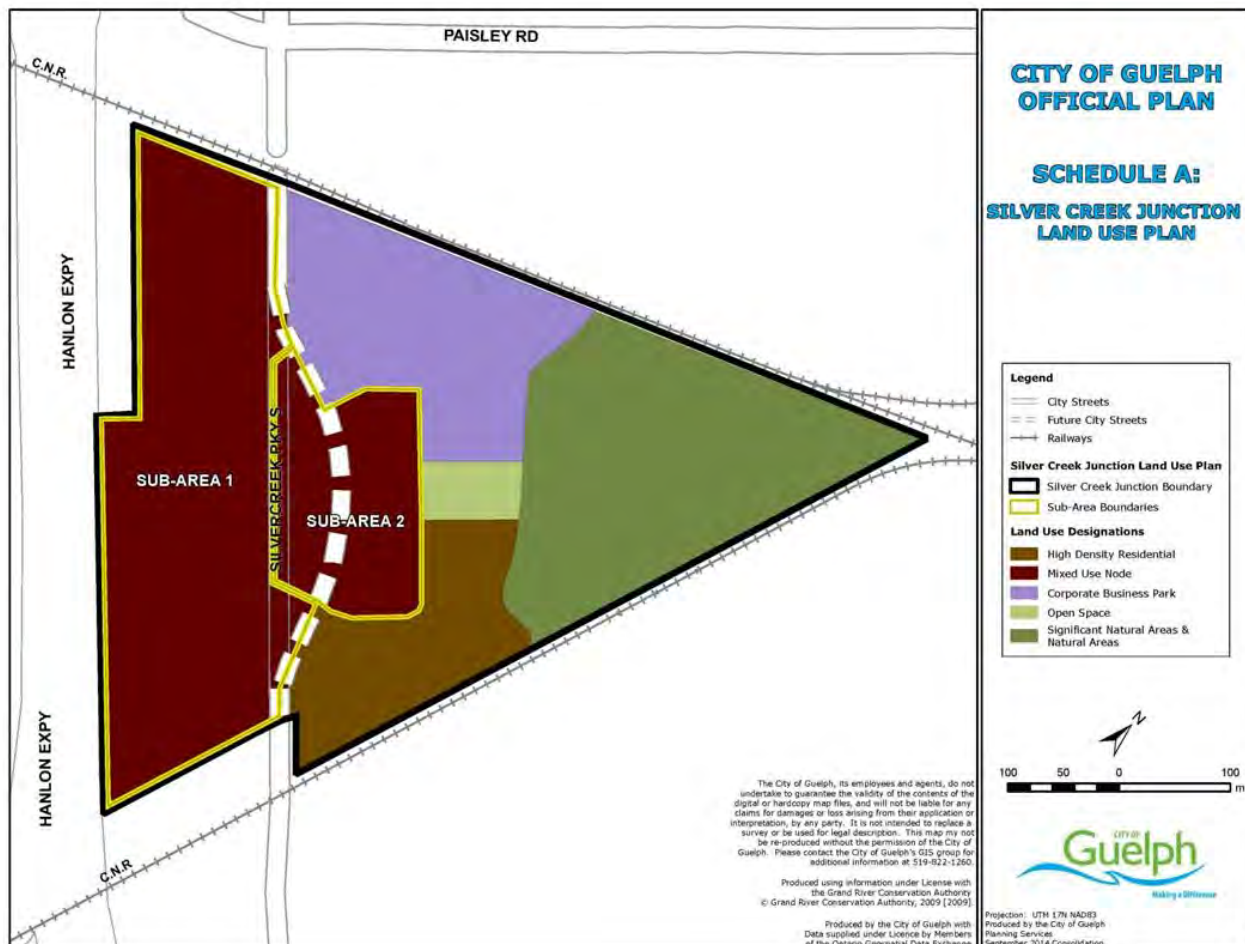 PAISLEY RD
C.N.R.
HANLON EXPY
SILVERCREEK PKY S
SUB-AREA 1
SUB-AREA 2
HANLON EXPY
C.N.R
The City of Guelph, its employees and agents, do not
undertake to guarantee the validity of the contents of the
digital or hardcopy map files, and will not be liable for any
claims for damages or loss arising from their application or
interpretation, by any party. It is not intended to replace a
survey or be used for legal description. This map my not
be re-produced without the permission of the City of
Guelph. Please contact the City of Guelph's GIS group for
additional information at 519-822-1260.
Produced using information under License with
the Grand River Conservation Authority
© Grand River Conservation Authority, 2009 [2009].
Produced by the City of Guelph with
Data supplied under Licence by Members
of the Ontario Geospatial Data Exchange
CITY OF GUELPH
OFFICIAL PLAN
SCHEDULE A:
SILVER CREEK JUNCTION
LAND USE PLAN
Legend
City Streets
Future City Streets
Railways
Silver Creek Junction Land Use Plan
Silver Creek Junction Boundary
Sub-Area Boundaries
Land Use Designations
High Density Residential
Mixed Use Node
Corporate Business Park
Open Space
Significant Natural Areas &
Natural Areas
N
100 50 0 100
m
CITY OF
Guelph
Making a Difference
Projection: UTM 17N NAD83
Produced by the City of Guelph
Planning Services
September 2014 Consolidation